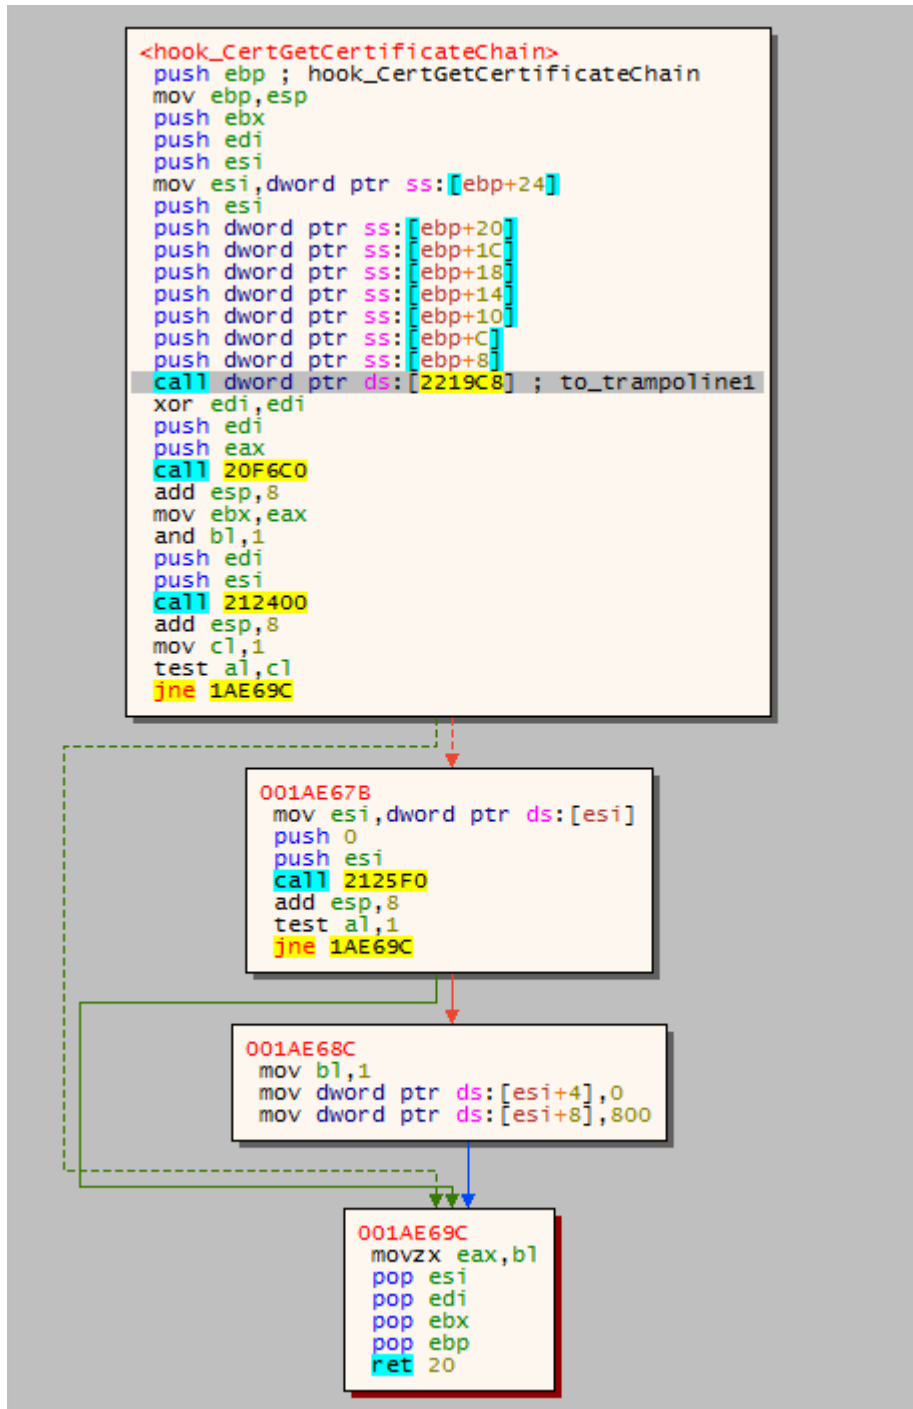 <hook_CertGetCertificateChain>
push ebp ; hook_CertGetCertificateChain
mov ebp,esp
push ebx
push edi
push esi
mov esi,dword ptr ss:[ebp+24]
push esi
push dword ptr ss:[ebp+20]
push dword ptr ss:[ebp+1C]
push dword ptr ss:[ebp+18]
push dword ptr ss:[ebp+14]
push dword ptr ss:[ebp+10]
push dword ptr ss:[ebp+C]
push dword ptr ss:[ebp+8]
call dword ptr ds:[2219C8] ; to_trampoline1
xor edi,edi
push edi
push eax
call 20F6C0
add esp,8
mov ebx,eax
and bl,1
push edi
push esi
call 212400
add esp,8
mov cl,1
test al,cl
jne 1AE69C
001AE67B
mov esi,dword ptr ds:[esi]
push 0
push esi
call 2125F0
add esp,8
test al,1
jne 1AE69C
001AE68C
mov bl,1
mov dword ptr ds:[esi+4],0
mov dword ptr ds:[esi+8],800
001AE69C
movzx eax,bl
pop esi
pop edi
pop ebx
pop ebp
ret 20